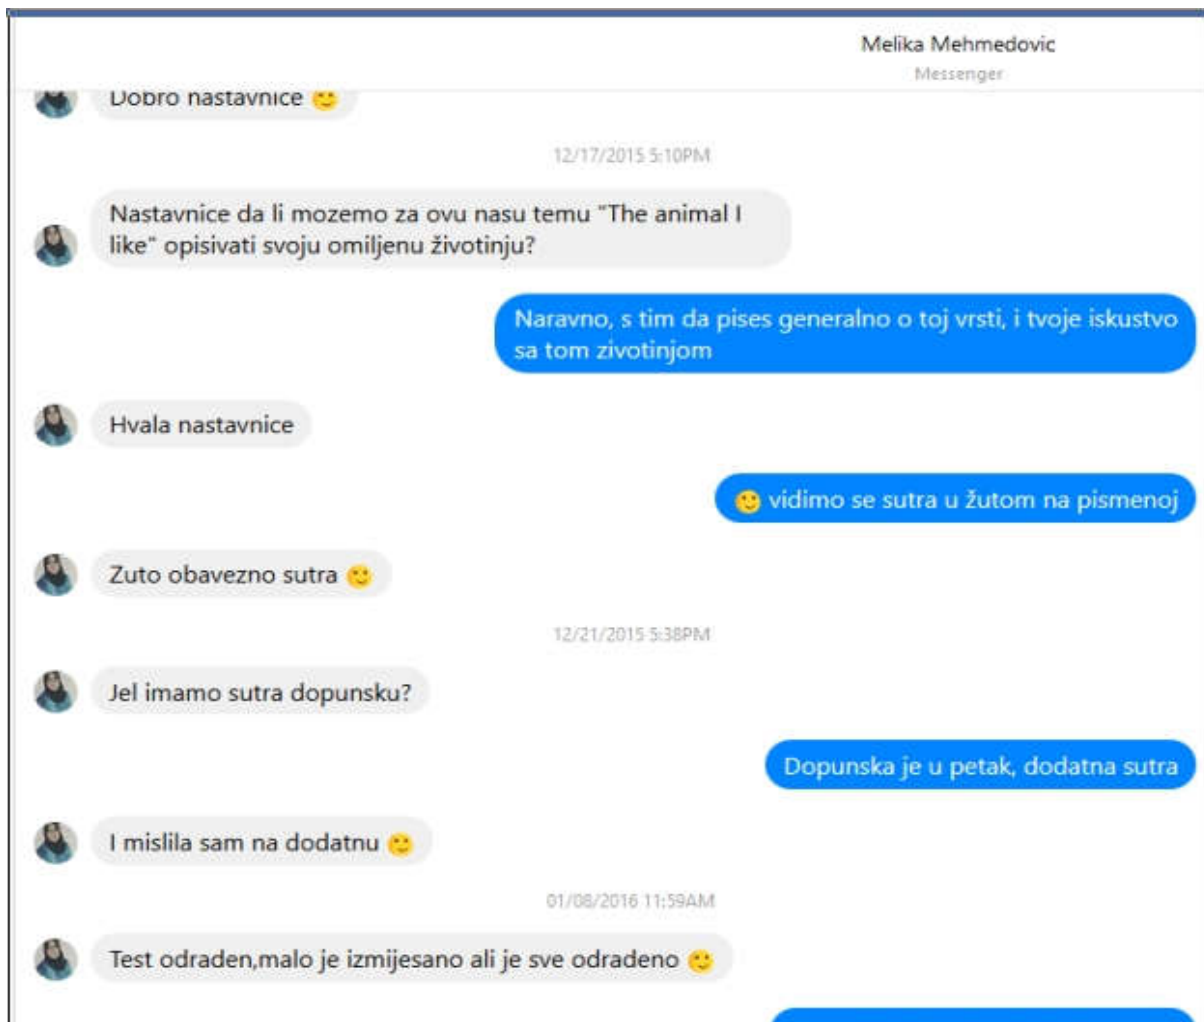 Melika Mehmedovic
Messenger
Dobro nastavnice 🙂
12/17/2015 5:10PM
Nastavnice da li mozemo za ovu nasu temu "The animal I
like" opisivati svoju omiljenu životinju?
Naravno, s tim da pises generalno o toj vrsti, i tvoje iskustvo
sa tom zivotinjom
Hvala nastavnice
🙂 vidimo se sutra u žutom na pismenoj
Zuto obavezno sutra 🙂
12/21/2015 5:38PM
Jel imamo sutra dopunsku?
Dopunska je u petak, dodatna sutra
I mislila sam na dodatnu 🙂
01/08/2016 11:59AM
Test odraden,malo je izmijesano ali je sve odradeno 🙂